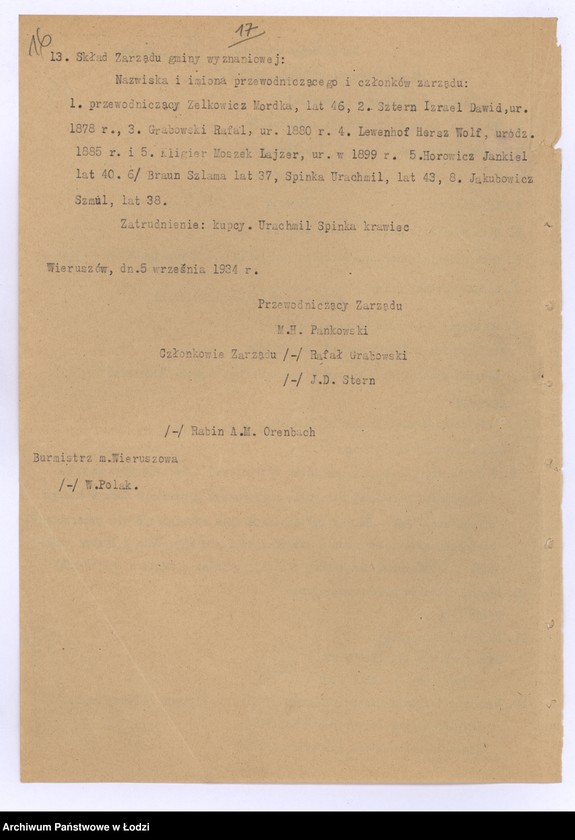 16
17
13. Skład Zarządu gminy wyznaniowej:
Nazwiska i imiona przewodniczącego i członków zarządu:
1. przewodniczący Zelkowicz Mordka, lat 46, 2. Sztern Izrael Dawid,ur.
1878 r., 3. Grabowski Rafał, ur. 1880 r. 4. Lewenhof Hersz Wolf, urodz.
1885 r. i 5. Kligier Moszek Lajzer, ur. w 1899 r. 5.Horowicz Jankiel
lat 40. 6/ Braun Szlama lat 37, Spinka Urachmil, lat 43, 8. Jakubowicz
Szmul, lat 38.
Zatrudnienie: kupcy. Urachmil Spinka krawiec
Wieruszów, dn.5 września 1934 r.
Przewodniczący Zarządu
M.H. Pankowski
Członkowie Zarządu /-/ Rafał Grabowski
/-/ J.D. Stern
/-/ Rabin A.M. Orenbach
Burmistrz m.Wieruszowa
/-/ W.Polak.
Archiwum Państwowe w Łodzi